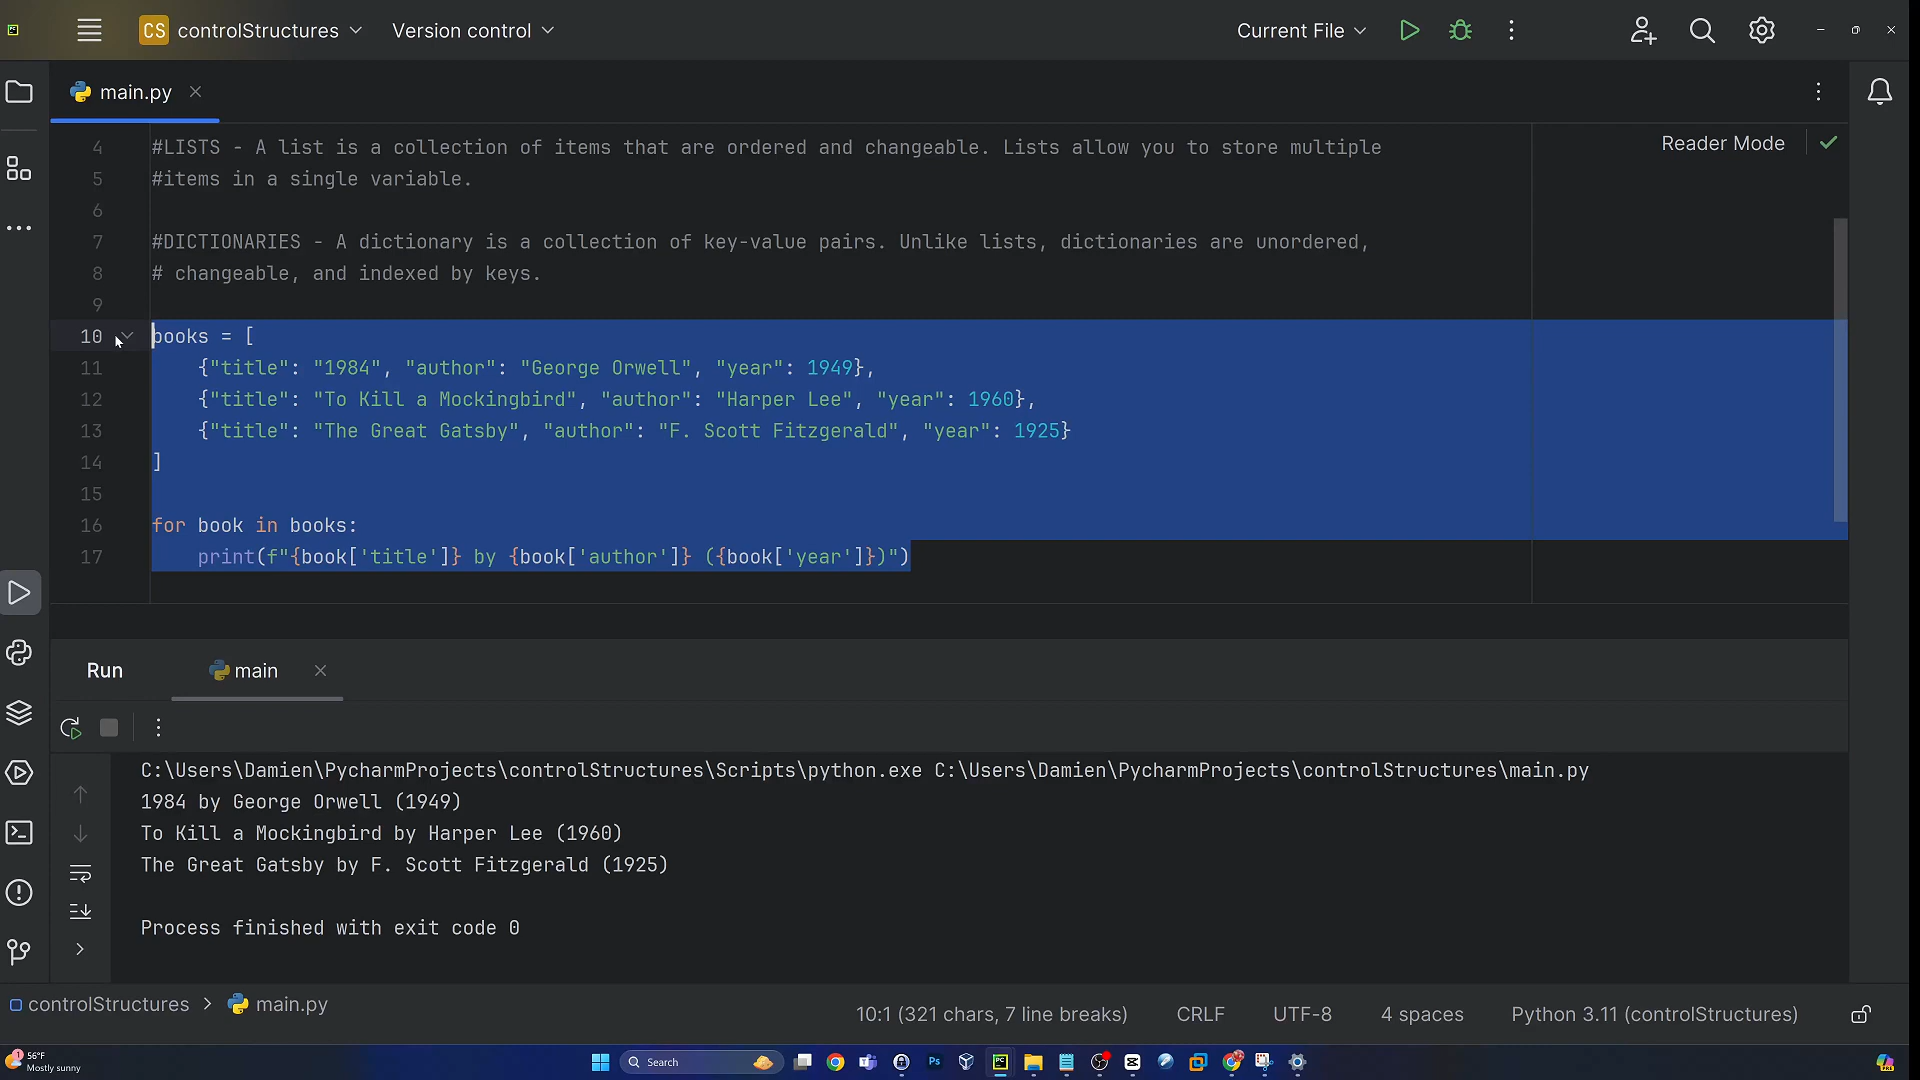 CS controlStructures Version control Current File
main.py
Reader Mode
4 #LISTS - A list is a collection of items that are ordered and changeable. Lists allow you to store multiple
5 #items in a single variable.
6
7 #DICTIONARIES - A dictionary is a collection of key-value pairs. Unlike lists, dictionaries are unordered,
8 # changeable, and indexed by keys.
9
10 books = [
11 {"title": "1984", "author": "George Orwell", "year": 1949},
12 {"title": "To Kill a Mockingbird", "author": "Harper Lee", "year": 1960},
13 {"title": "The Great Gatsby", "author": "F. Scott Fitzgerald", "year": 1925}
14 ]
15
16 for book in books:
17 print(f"{book['title']} by {book['author']} ({book['year']})")
Run main
C:\Users\Damien\PycharmProjects\controlStructures\Scripts\python.exe C:\Users\Damien\PycharmProjects\controlStructures\main.py
1984 by George Orwell (1949)
To Kill a Mockingbird by Harper Lee (1960)
The Great Gatsby by F. Scott Fitzgerald (1925)
Process finished with exit code 0
controlStructures > main.py
10:1 (321 chars, 7 line breaks) CRLF UTF-8 4 spaces Python 3.11 (controlStructures)
1 56°F
Mostly sunny
Search
Ps
PC